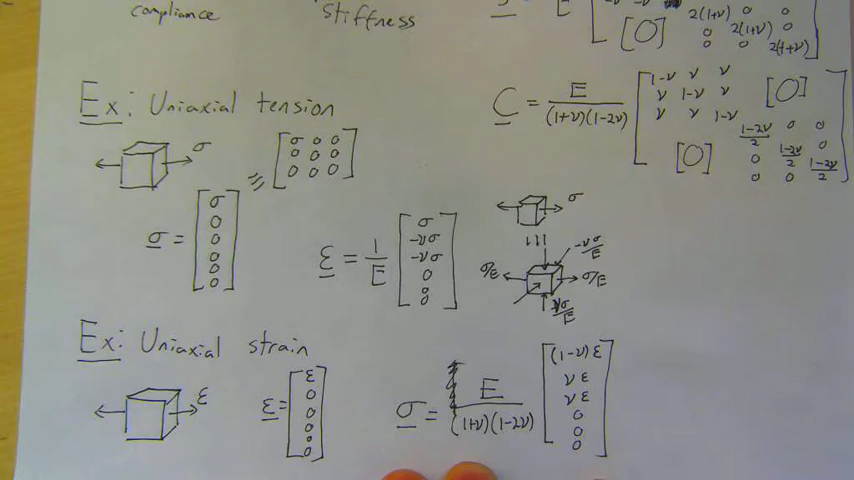 compliance stiffness
S = 1/E [0] 2(1+ν) 0 0
0 2(1+ν) 0
0 0 2(1+ν)
Ex: Uniaxial tension
σ
σ 0 0
0 0 0
0 0 0
σ =
σ
0
0
0
0
0
ε = 1/E
σ
-νσ
-νσ
0
0
0
C = E/(1+ν)(1-2ν)
1-ν ν ν [0]
ν 1-ν ν
ν ν 1-ν
[0] (1-2ν)/2 0 0
0 (1-2ν)/2 0
0 0 (1-2ν)/2
σ
-νσ/E
σ/E σ/E
νσ/E
Ex: Uniaxial strain
ε
ε =
ε
0
0
0
0
0
σ = E/(1+ν)(1-2ν)
(1-ν)ε
νε
νε
0
0
0